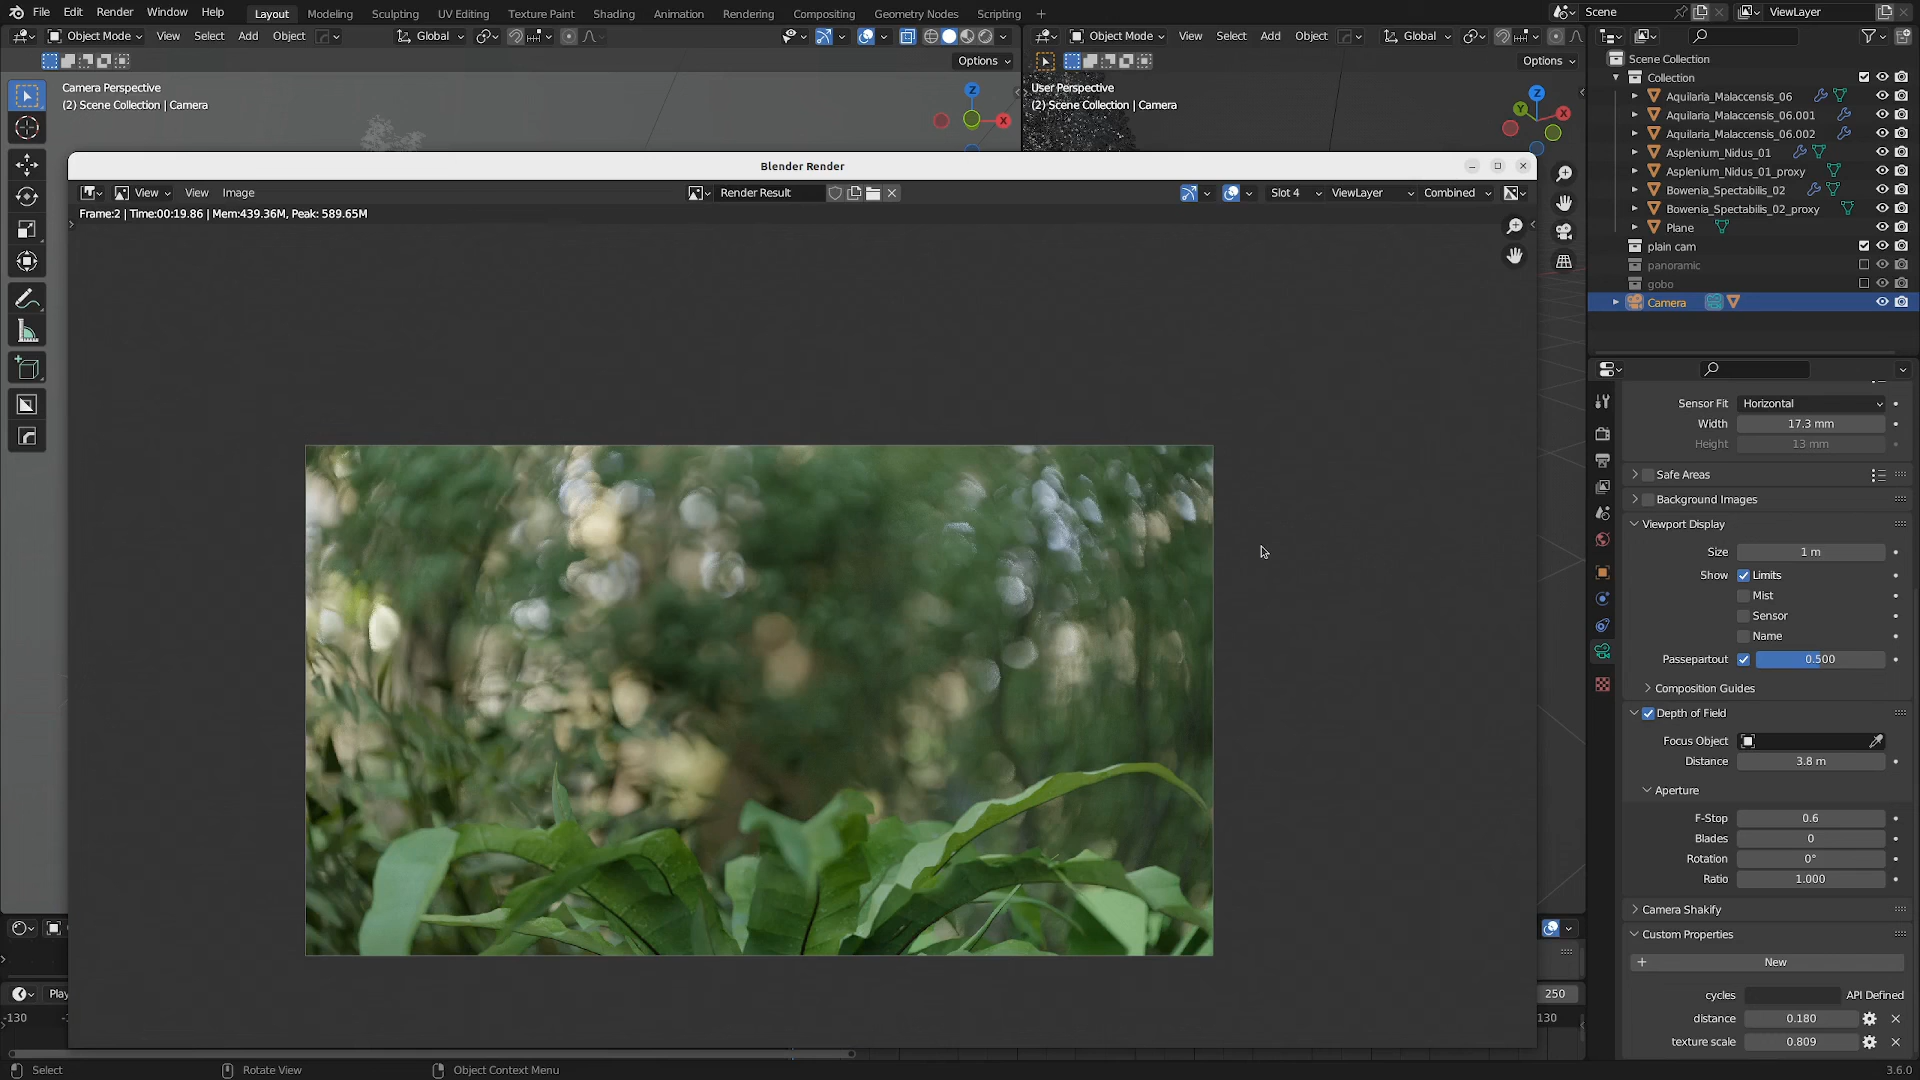 File Edit Render Window Help Layout Modeling Sculpting UV Editing Texture Paint Shading Animation Rendering Compositing Geometry Nodes Scripting + Scene ViewLayer
Object Mode View Select Add Object Global
Object Mode View Select Add Object Global
Options
Options
Camera Perspective
(2) Scene Collection | Camera
Z
X
User Perspective
(2) Scene Collection | Camera
Z
Y
X
Blender Render
View View Image Render Result Slot 4 ViewLayer Combined
Frame:2 | Time:00:19.86 | Mem:439.36M, Peak: 589.65M
Scene Collection
Collection
Aquilaria_Malaccensis_06
Aquilaria_Malaccensis_06.001
Aquilaria_Malaccensis_06.002
Asplenium_Nidus_01
Asplenium_Nidus_01_proxy
Bowenia_Spectabilis_02
Bowenia_Spectabilis_02_proxy
Plane
plain cam
panoramic
gobo
Camera
Sensor Fit Horizontal
Width 17.3 mm
Height 13 mm
Safe Areas
Background Images
Viewport Display
Size 1 m
Show Limits
Mist
Sensor
Name
Passepartout 0.500
Composition Guides
Depth of Field
Focus Object
Distance 3.8 m
Aperture
F-Stop 0.6
Blades 0
Rotation 0°
Ratio 1.000
Camera Shakify
Custom Properties
+ New
cycles API Defined
distance 0.180
texture scale 0.809
Play
250
-130
130
Select Rotate View Object Context Menu 3.6.0